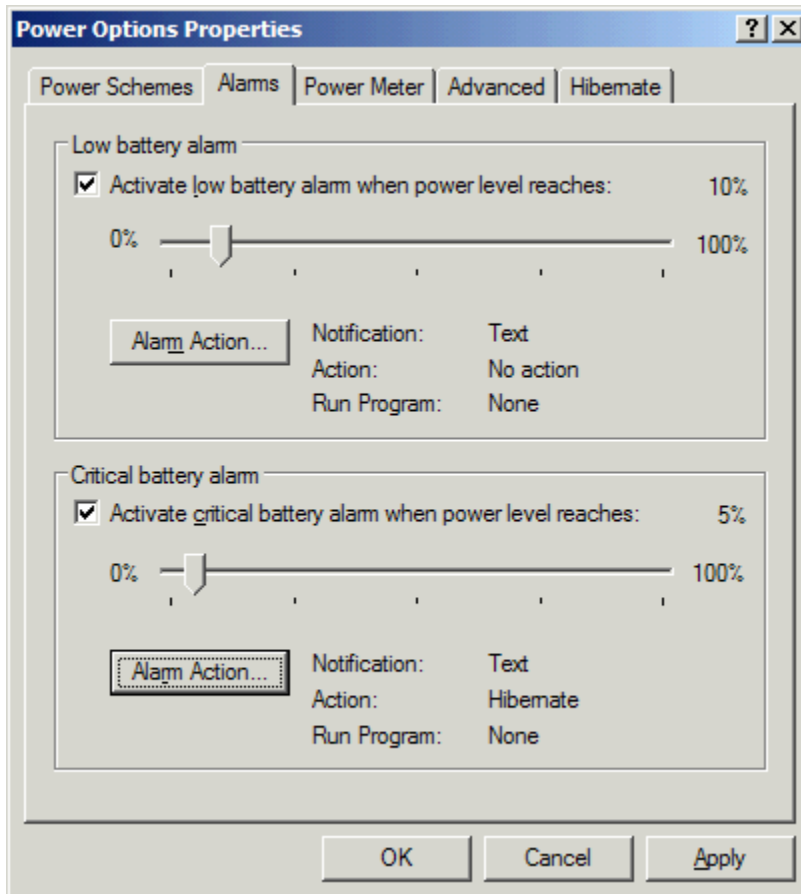 Power Options Properties
Power Schemes Alarms Power Meter Advanced Hibernate
Low battery alarm
Activate low battery alarm when power level reaches: 10%
0% 100%
Alarm Action... Notification: Text
Action: No action
Run Program: None
Critical battery alarm
Activate critical battery alarm when power level reaches: 5%
0% 100%
Alarm Action... Notification: Text
Action: Hibernate
Run Program: None
OK Cancel Apply